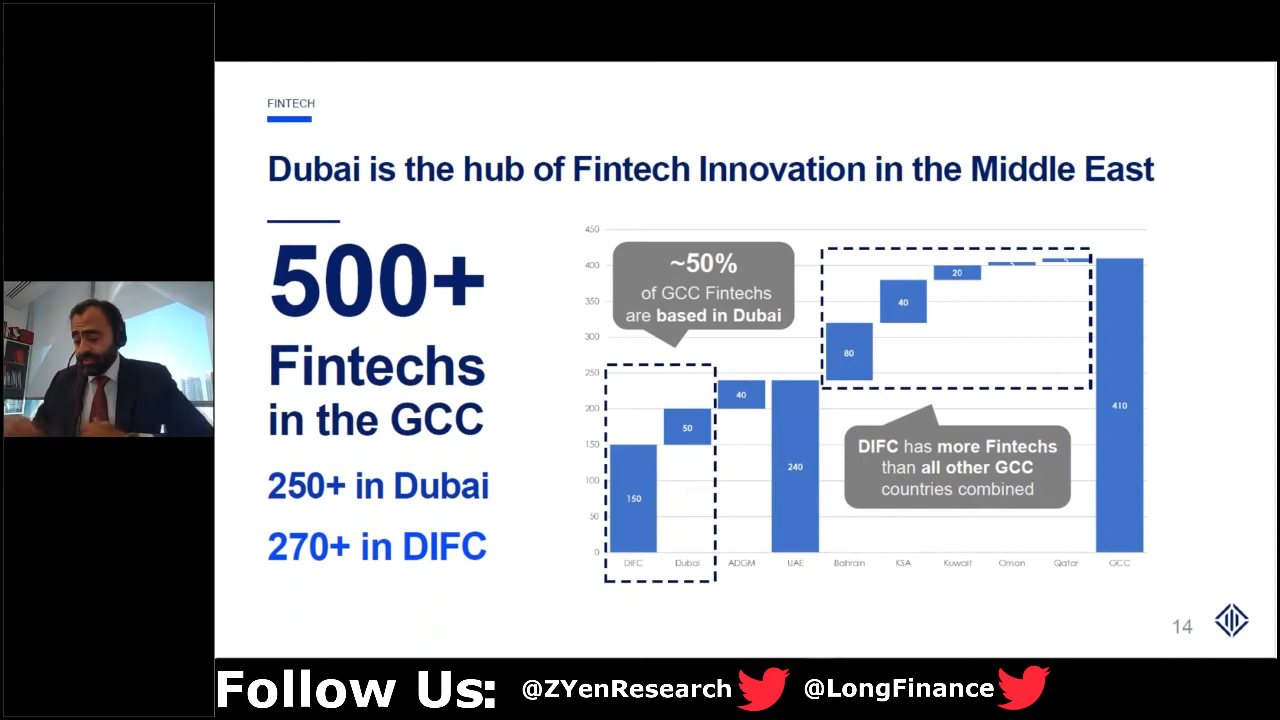 FINTECH
Dubai is the hub of Fintech Innovation in the Middle East
500+
Fintechs
in the GCC
250+ in Dubai
270+ in DIFC
450
400
350
300
250
200
150
100
50
0
~50%
of GCC Fintechs
are based in Dubai
150
50
40
240
80
40
20
5
5
410
DIFC has more Fintechs
than all other GCC
countries combined
DIFC
Dubai
ADGM
UAE
Bahrain
KSA
Kuwait
Oman
Qatar
GCC
14
Follow Us: @ZYenResearch @LongFinance